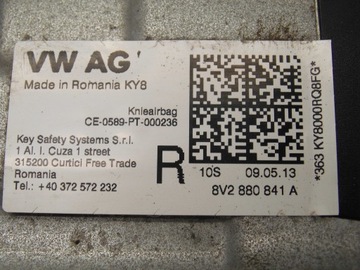 VW AG
Made in Romania KY8
Knieairbag
CE-0589-PT-000236
Key Safety Systems S.r.l.
1 Al. I. Cuza 1 street
315200 Curtici Free Trade
Romania
Tel.: +40 372 572 232
R
10S 09.05.13
8V2 880 841 A
*363 KY8000RQ8FG*